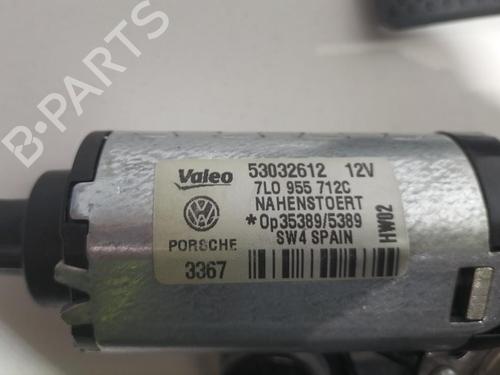 B-PARTS
Valeo 53032612 12V
7L0 955 712C
NAHENSTOERT
*Op35389/5389
SW4 SPAIN
HW02
PORSCHE
3367